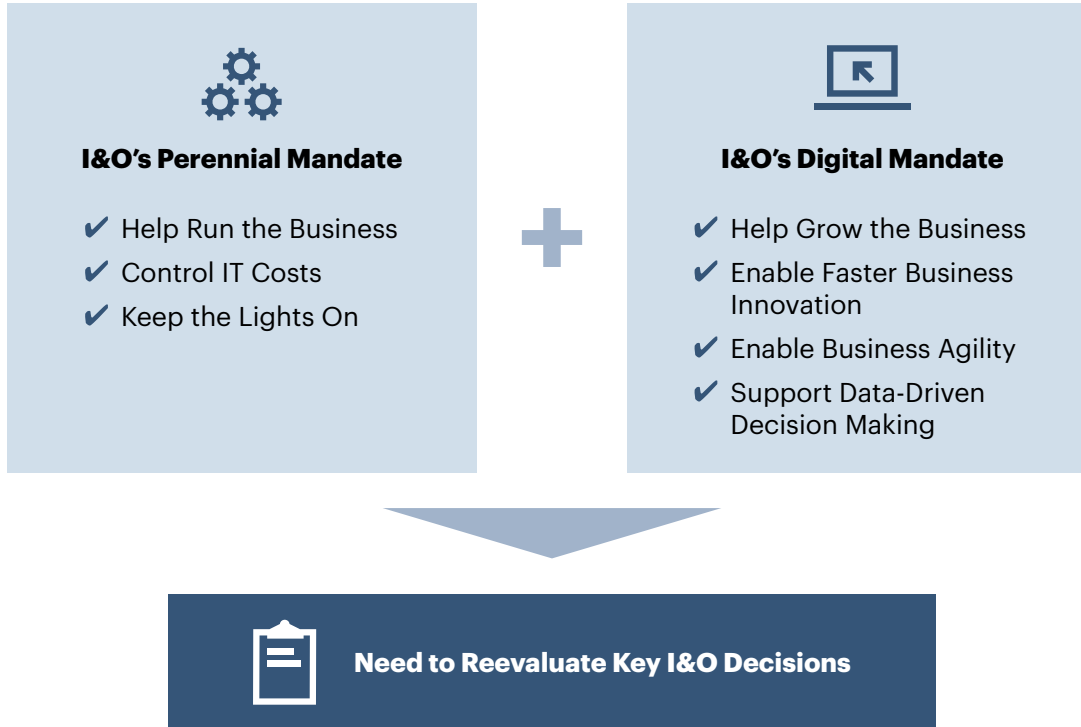 I&O’s Perennial Mandate
✔ Help Run the Business
✔ Control IT Costs
✔ Keep the Lights On
I&O’s Digital Mandate
✔ Help Grow the Business
✔ Enable Faster Business
Innovation
✔ Enable Business Agility
✔ Support Data-Driven
Decision Making
Need to Reevaluate Key I&O Decisions